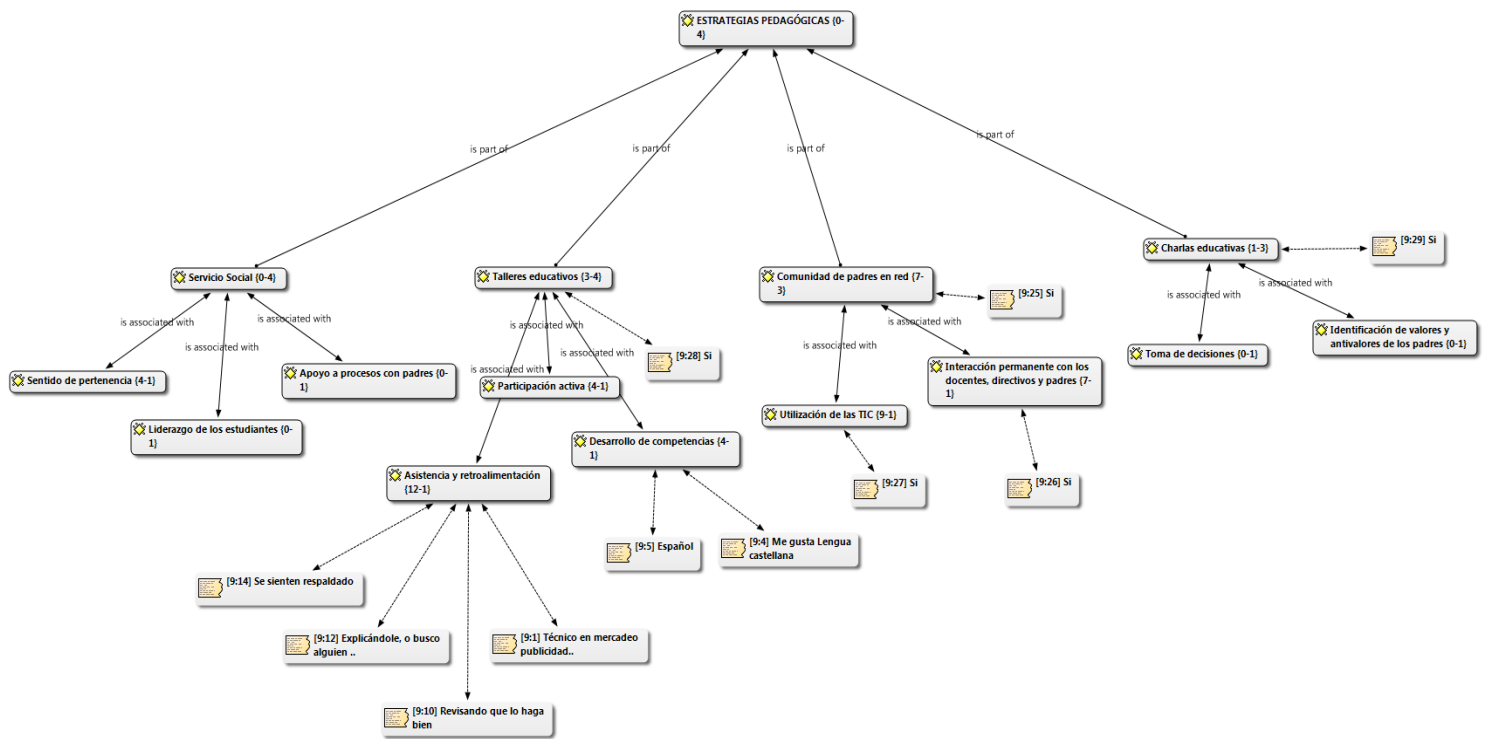 ESTRATEGIAS PEDAGÓGICAS {0-
4}
is part of
is part of
is part of
is part of
Servicio Social {0-4}
Talleres educativos {3-4}
Comunidad de padres en red {7-
3}
Charlas educativas {1-3}
[9:29] Si
[9:25] Si
is associated with
is associated with
is associated with
Sentido de pertenencia {4-1}
Liderazgo de los estudiantes {0-
1}
Apoyo a procesos con padres {0-
1}
is associated with
is associated with
is associated with
[9:28] Si
Participación activa {4-1}
Asistencia y retroalimentación
{12-1}
Desarrollo de competencias {4-
1}
is associated with
is associated with
Utilización de las TIC {9-1}
Interacción permanente con los
docentes, directivos y padres {7-
1}
is associated with
is associated with
Toma de decisiones {0-1}
Identificación de valores y
antivalores de los padres {0-1}
[9:27] Si
[9:26] Si
[9:5] Español
[9:4] Me gusta Lengua
castellana
[9:14] Se sienten respaldado
[9:12] Explicándole, o busco
alguien ..
[9:1] Técnico en mercadeo
publicidad..
[9:10] Revisando que lo haga
bien